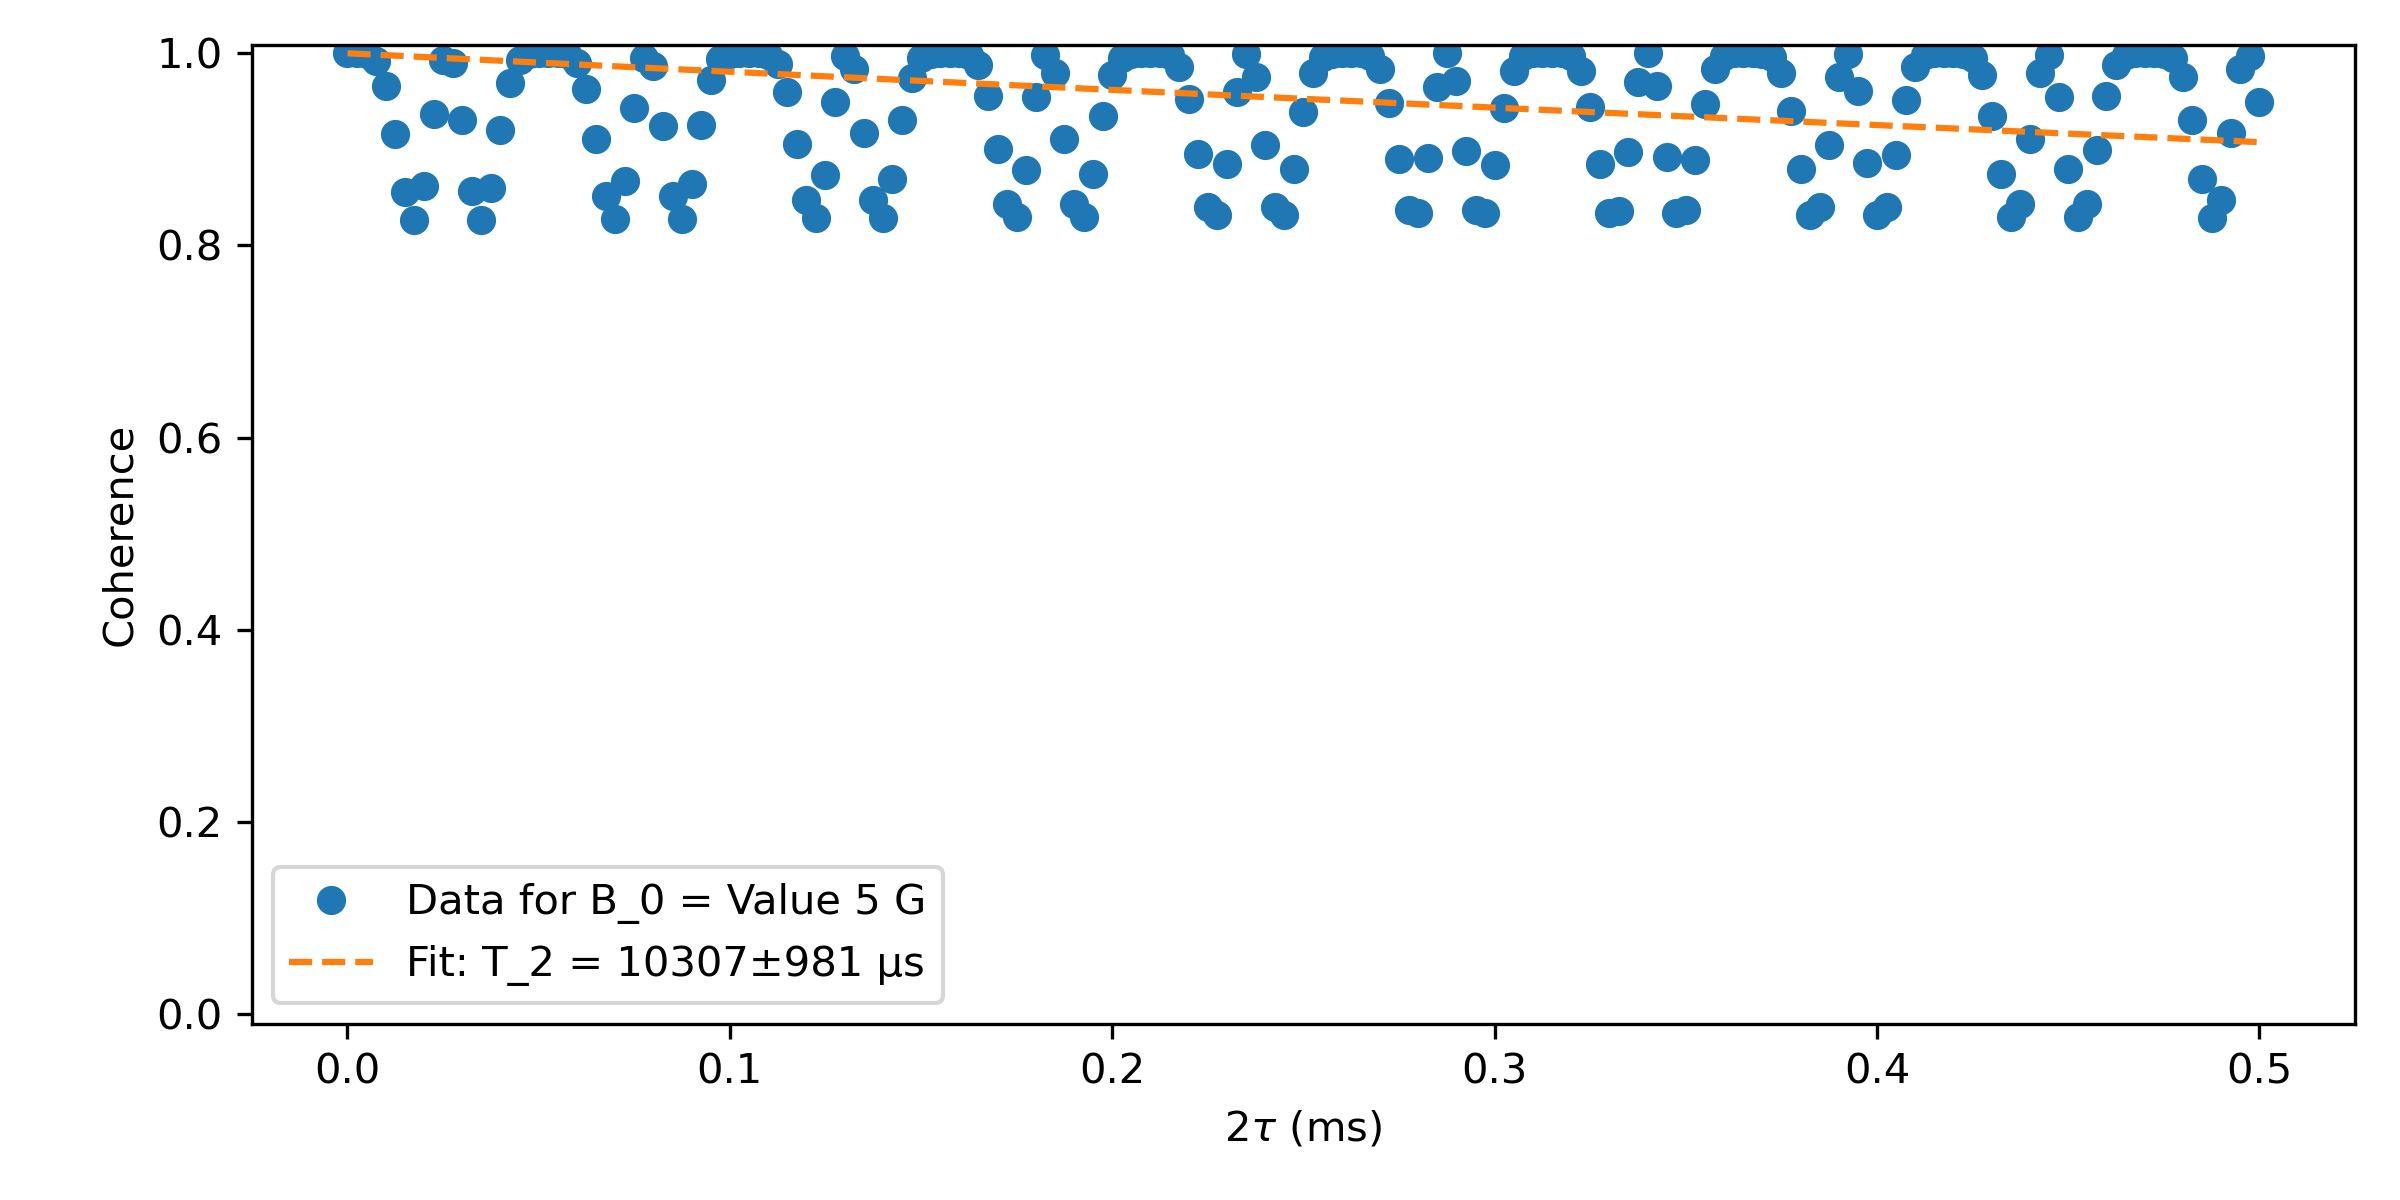 1.0
0.8
0.6
0.4
0.2
0.0
Coherence
Data for B_0 = Value 5 G
Fit: T_2 = 10307±981 μs
0.0 0.1 0.2 0.3 0.4 0.5
2τ (ms)